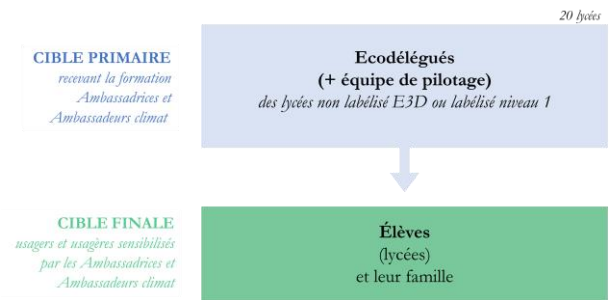 20 lycées
CIBLE PRIMAIRE
recevant la formation
Ambassadrices et
Ambassadeurs climat
Ecodélégués
(+ équipe de pilotage)
des lycées non labélisé E3D ou labélisé niveau 1
CIBLE FINALE
usagers et usagères sensibilisés
par les Ambassadrices et
Ambassadeurs climat
Élèves
(lycées)
et leur famille